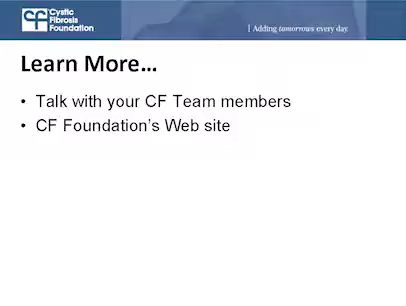 CF
Cystic
Fibrosis
Foundation
| Adding tomorrows every day.
Learn More...
• Talk with your CF Team members
• CF Foundation's Web site